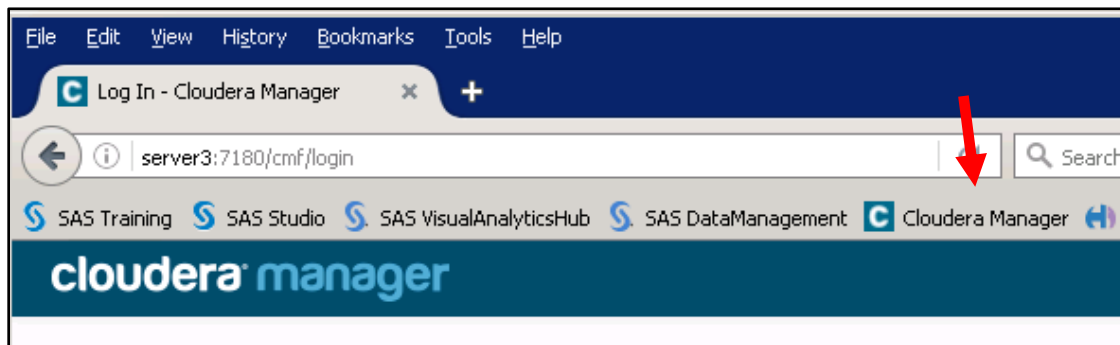 File Edit View History Bookmarks Tools Help
Log In - Cloudera Manager
server3:7180/cmf/login Search
SAS Training SAS Studio SAS VisualAnalyticsHub SAS DataManagement C Cloudera Manager
cloudera manager